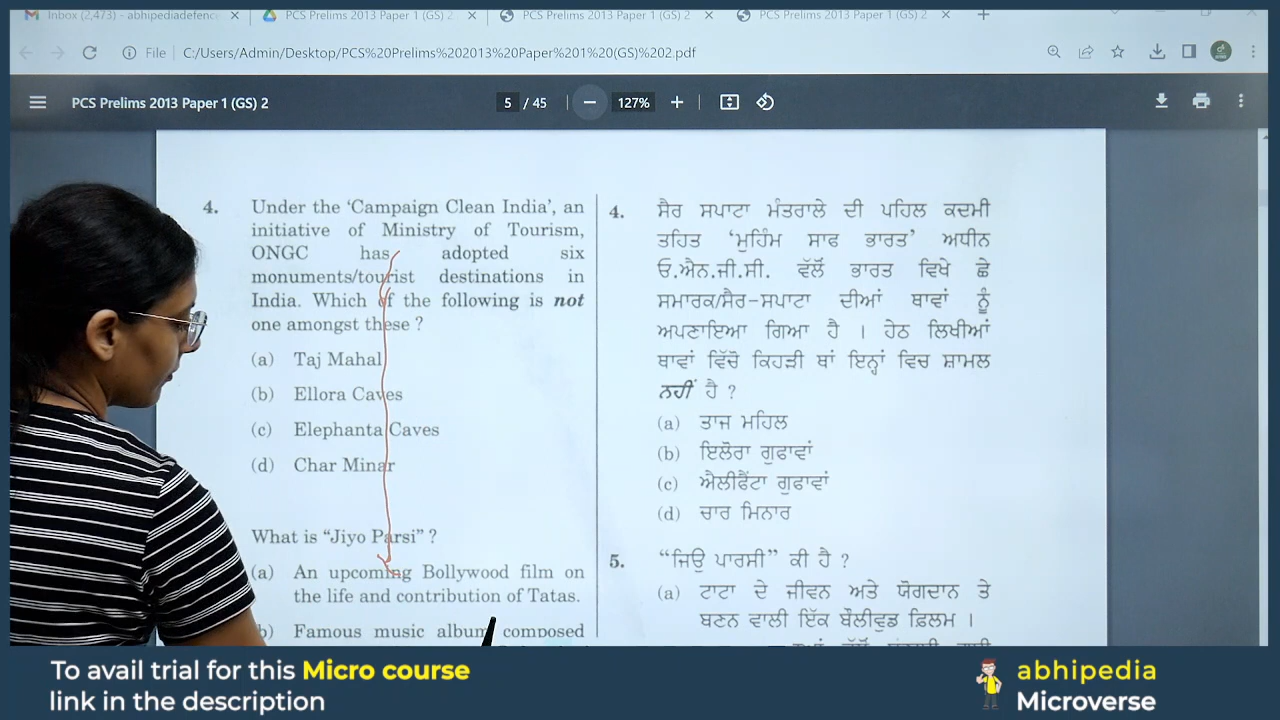 Inbox (2,473) - abhipediadefence
PCS Prelims 2013 Paper 1 (GS) 2
PCS Prelims 2013 Paper 1 (GS) 2
PCS Prelims 2013 Paper 1 (GS) 2
File C:/Users/Admin/Desktop/PCS%20Prelims%202013%20Paper%201%20(GS)%202.pdf
PCS Prelims 2013 Paper 1 (GS) 2
5 / 45
127%
4. Under the ‘Campaign Clean India’, an
initiative of Ministry of Tourism,
ONGC has adopted six
monuments/tourist destinations in
India. Which of the following is not
one amongst these ?
(a) Taj Mahal
(b) Ellora Caves
(c) Elephanta Caves
(d) Char Minar
What is “Jiyo Parsi” ?
(a) An upcoming Bollywood film on
the life and contribution of Tatas.
b) Famous music album composed
4. ਸੈਰ ਸਪਾਟਾ ਮੰਤਰਾਲੇ ਦੀ ਪਹਿਲ ਕਦਮੀ
ਤਹਿਤ ‘ਮੁਹਿੰਮ ਸਾਫ ਭਾਰਤ’ ਅਧੀਨ
ਓ.ਐਨ.ਜੀ.ਸੀ. ਵੱਲੋਂ ਭਾਰਤ ਵਿਖੇ ਛੇ
ਸਮਾਰਕ/ਸੈਰ-ਸਪਾਟਾ ਦੀਆਂ ਥਾਵਾਂ ਨੂੰ
ਅਪਣਾਇਆ ਗਿਆ ਹੈ । ਹੇਠ ਲਿਖੀਆਂ
ਥਾਵਾਂ ਵਿੱਚੋ ਕਿਹੜੀ ਥਾਂ ਇਨ੍ਹਾਂ ਵਿਚ ਸ਼ਾਮਲ
ਨਹੀਂ ਹੈ ?
(a) ਤਾਜ ਮਹਿਲ
(b) ਇਲੋਰਾ ਗੁਫਾਵਾਂ
(c) ਐਲੀਫੈਂਟਾ ਗੁਫਾਵਾਂ
(d) ਚਾਰ ਮਿਨਾਰ
5. “ਜਿਉ ਪਾਰਸੀ” ਕੀ ਹੈ ?
(a) ਟਾਟਾ ਦੇ ਜੀਵਨ ਅਤੇ ਯੋਗਦਾਨ ਤੇ
ਬਣਨ ਵਾਲੀ ਇੱਕ ਬੌਲੀਵੁਡ ਫ਼ਿਲਮ ।
To avail trial for this Micro course
link in the description
abhipedia
Microverse